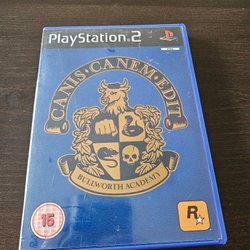 PlayStation 2
CANIS · CANEM · EDIT
BULLWORTH ACADEMY
15
R